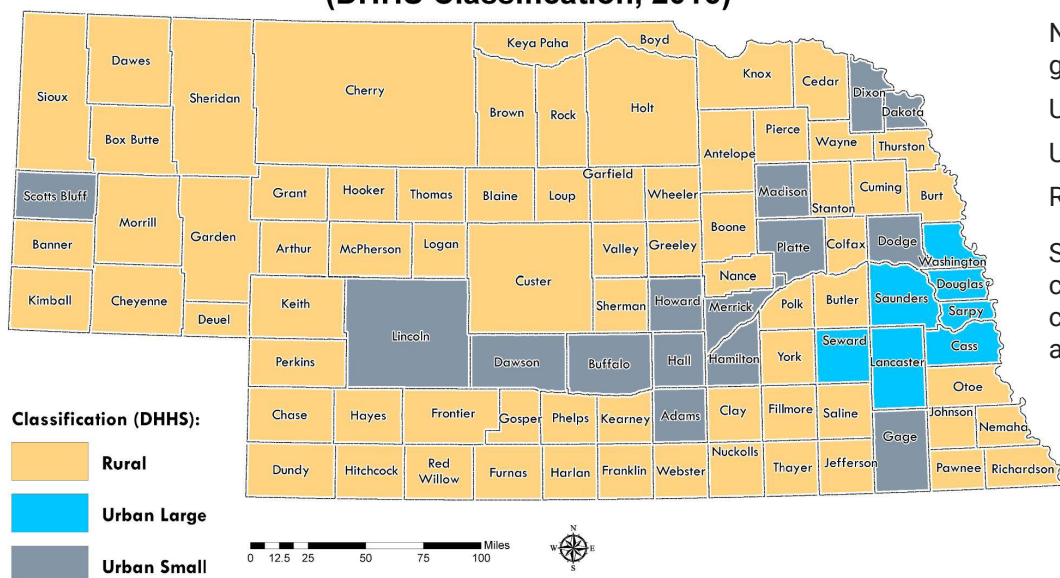 Keya Paha
Boyd
Dawes
Knox
Cedar
Sioux
Sheridan
Cherry
Dixon
Brown
Rock
Holt
Dakota
Box Butte
Pierce
Wayne
Thurston
Antelope
Garfield
Scotts Bluff
Grant
Hooker
Thomas
Blaine
Loup
Wheeler
Madison
Stanton
Cuming
Burt
Morrill
Garden
Banner
Arthur
McPherson
Logan
Valley
Greeley
Boone
Platte
Colfax
Dodge
Washington
Custer
Nance
Douglas
Kimball
Cheyenne
Keith
Sherman
Howard
Merrick
Polk
Butler
Saunders
Sarpy
Deuel
Lincoln
Perkins
Dawson
Buffalo
Hall
Hamilton
York
Seward
Lancaster
Cass
Otoe
Chase
Hayes
Frontier
Gosper
Phelps
Kearney
Adams
Clay
Fillmore
Saline
Johnson
Nemaha
Gage
Dundy
Hitchcock
Red
Willow
Furnas
Harlan
Franklin
Webster
Nuckolls
Thayer
Jefferson
Pawnee
Richardson
Classification (DHHS):
Rural
Urban Large
Urban Small
Miles
0 12.5 25 50 75 100
N
W E
S